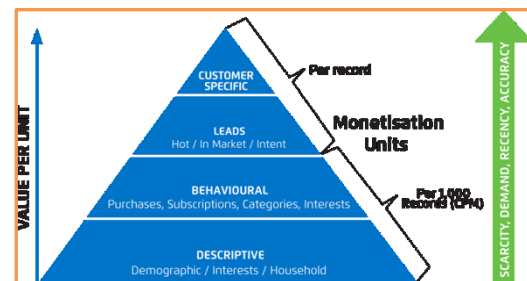 CUSTOMER
SPECIFIC
Per record
LEADS
Hot / In Market / Intent
Monetisation
Units
BEHAVIOURAL
Purchases, Subscriptions, Categories, Interests
Per 1,000
Records (CPM)
DESCRIPTIVE
Demographic / Interests / Household
VALUE PER UNIT
SCARCITY, DEMAND, RECENCY, ACCURACY